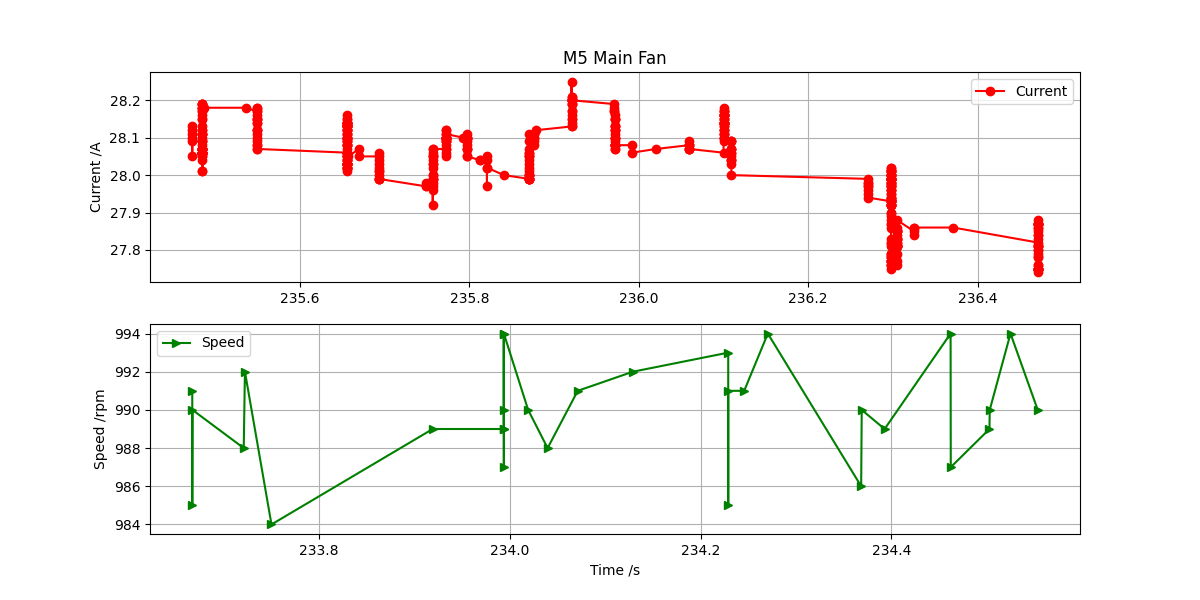 M5 Main Fan
Current /A
28.2
28.1
28.0
27.9
27.8
Current
235.6 235.8 236.0 236.2 236.4
Speed /rpm
994
992
990
988
986
984
Speed
233.8 234.0 234.2 234.4
Time /s